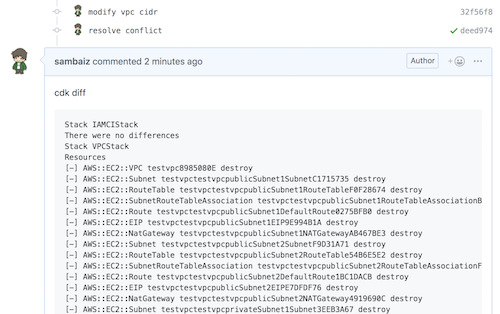 modify vpc cidr 32f56f8
resolve conflict deed974
sambaiz commented 2 minutes ago Author
cdk diff
Stack IAMCIStack
There were no differences
Stack VPCStack
Resources
[-] AWS::EC2::VPC testvpc8985080E destroy
[-] AWS::EC2::Subnet testvpctestvpcpublicSubnet1SubnetC1715735 destroy
[-] AWS::EC2::RouteTable testvpctestvpcpublicSubnet1RouteTableF0F28674 destroy
[-] AWS::EC2::SubnetRouteTableAssociation testvpctestvpcpublicSubnet1RouteTableAssociationB
[-] AWS::EC2::Route testvpctestvpcpublicSubnet1DefaultRoute0275BFB0 destroy
[-] AWS::EC2::EIP testvpctestvpcpublicSubnet1EIP9E994B1A destroy
[-] AWS::EC2::NatGateway testvpctestvpcpublicSubnet1NATGatewayAB467BE3 destroy
[-] AWS::EC2::Subnet testvpctestvpcpublicSubnet2SubnetF9D31A71 destroy
[-] AWS::EC2::RouteTable testvpctestvpcpublicSubnet2RouteTable54B6E5E2 destroy
[-] AWS::EC2::SubnetRouteTableAssociation testvpctestvpcpublicSubnet2RouteTableAssociationF
[-] AWS::EC2::Route testvpctestvpcpublicSubnet2DefaultRoute1BC1DACB destroy
[-] AWS::EC2::EIP testvpctestvpcpublicSubnet2EIPE7DFDF76 destroy
[-] AWS::EC2::NatGateway testvpctestvpcpublicSubnet2NATGateway4919690C destroy
[-] AWS::EC2::Subnet testvpctestvpcprivateSubnet1Subnet3EEB3A67 destroy